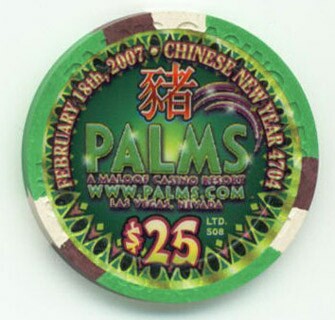 FEBRUARY 18th, 2007 • CHINESE NEW YEAR 4704
豬
PALMS
A MALOOF CASINO RESORT
WWW.PALMS.COM
LAS VEGAS, NEVADA
$25
LTD.
508